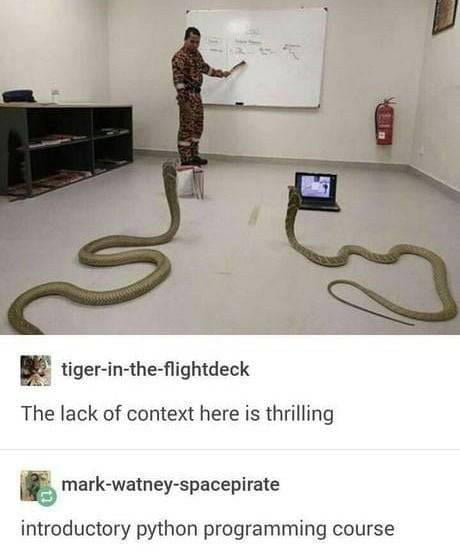 tiger-in-the-flightdeck
The lack of context here is thrilling
mark-watney-spacepirate
introductory python programming course